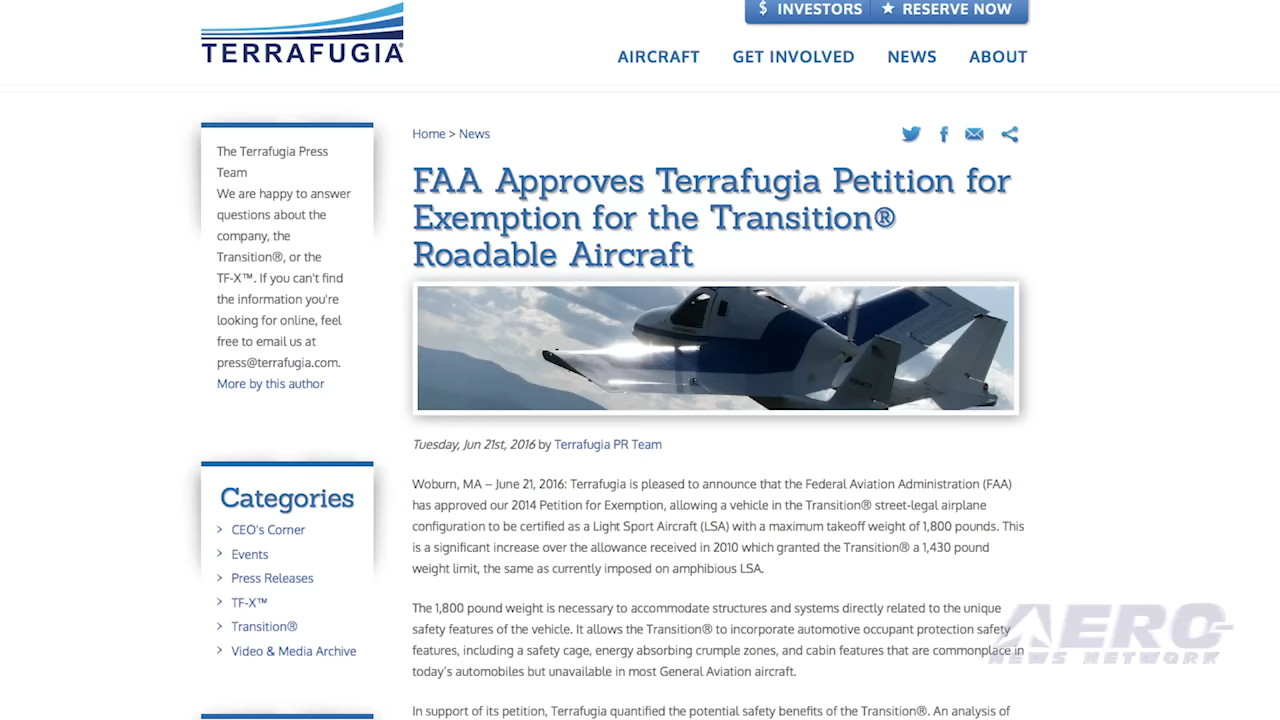 $ INVESTORS ★ RESERVE NOW
TERRAFUGIA®
AIRCRAFT GET INVOLVED NEWS ABOUT
The Terrafugia Press
Team
We are happy to answer
questions about the
company, the
Transition®, or the
TF-X™. If you can't find
the information you're
looking for online, feel
free to email us at
press@terrafugia.com.
More by this author
Categories
> CEO's Corner
> Events
> Press Releases
> TF-X™
> Transition®
> Video & Media Archive
Home > News
FAA Approves Terrafugia Petition for
Exemption for the Transition®
Roadable Aircraft
Tuesday, Jun 21st, 2016 by Terrafugia PR Team
Woburn, MA – June 21, 2016: Terrafugia is pleased to announce that the Federal Aviation Administration (FAA)
has approved our 2014 Petition for Exemption, allowing a vehicle in the Transition® street-legal airplane
configuration to be certified as a Light Sport Aircraft (LSA) with a maximum takeoff weight of 1,800 pounds. This
is a significant increase over the allowance received in 2010 which granted the Transition® a 1,430 pound
weight limit, the same as currently imposed on amphibious LSA.
The 1,800 pound weight is necessary to accommodate structures and systems directly related to the unique
safety features of the vehicle. It allows the Transition® to incorporate automotive occupant protection safety
features, including a safety cage, energy absorbing crumple zones, and cabin features that are commonplace in
today's automobiles but unavailable in most General Aviation aircraft.
In support of its petition, Terrafugia quantified the potential safety benefits of the Transition®. An analysis of
AERO
NEWS NETWORK